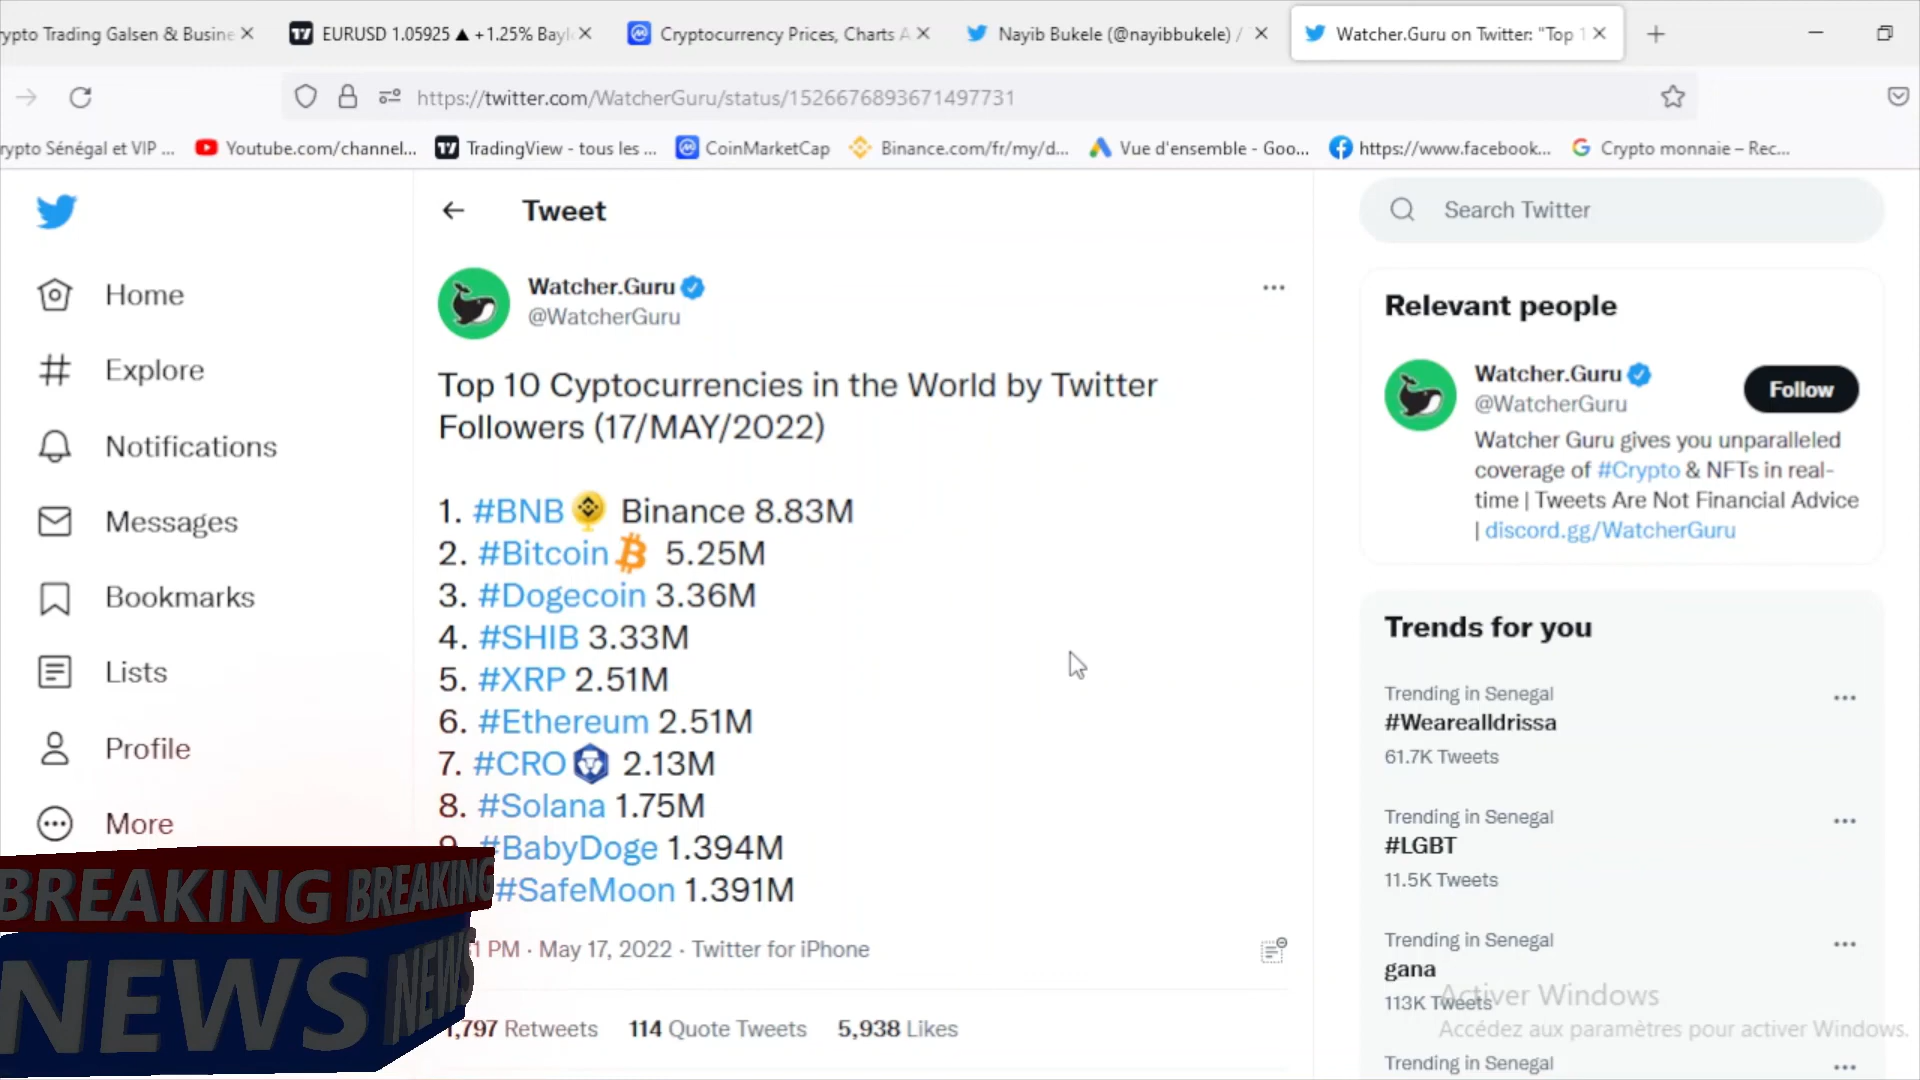 rypto Trading Galsen & Busine
EURUSD 1.05925 ▲ +1.25% Bayl
Cryptocurrency Prices, Charts A
Nayib Bukele (@nayibbukele) /
Watcher.Guru on Twitter: "Top 1
https://twitter.com/WatcherGuru/status/1526676893671497731
rypto Sénégal et VIP ...
Youtube.com/channel...
TradingView - tous les ...
CoinMarketCap
Binance.com/fr/my/d...
Vue d'ensemble - Goo...
https://www.facebook...
Crypto monnaie – Rec...
Home
Explore
Notifications
Messages
Bookmarks
Lists
Profile
More
Tweet
Watcher.Guru
@WatcherGuru
Top 10 Cyptocurrencies in the World by Twitter
Followers (17/MAY/2022)
1. #BNB Binance 8.83M
2. #Bitcoin 5.25M
3. #Dogecoin 3.36M
4. #SHIB 3.33M
5. #XRP 2.51M
6. #Ethereum 2.51M
7. #CRO 2.13M
8. #Solana 1.75M
9. #BabyDoge 1.394M
#SafeMoon 1.391M
1 PM · May 17, 2022 · Twitter for iPhone
1,797 Retweets 114 Quote Tweets 5,938 Likes
Search Twitter
Relevant people
Watcher.Guru
@WatcherGuru
Follow
Watcher Guru gives you unparalleled
coverage of #Crypto & NFTs in real-
time | Tweets Are Not Financial Advice
| discord.gg/WatcherGuru
Trends for you
Trending in Senegal
#WearealIdrissa
61.7K Tweets
Trending in Senegal
#LGBT
11.5K Tweets
Trending in Senegal
gana
113K Tweets
Trending in Senegal
Activer Windows
Accédez aux paramètres pour activer Windows.
BREAKING BREAKING
NEWS NEWS